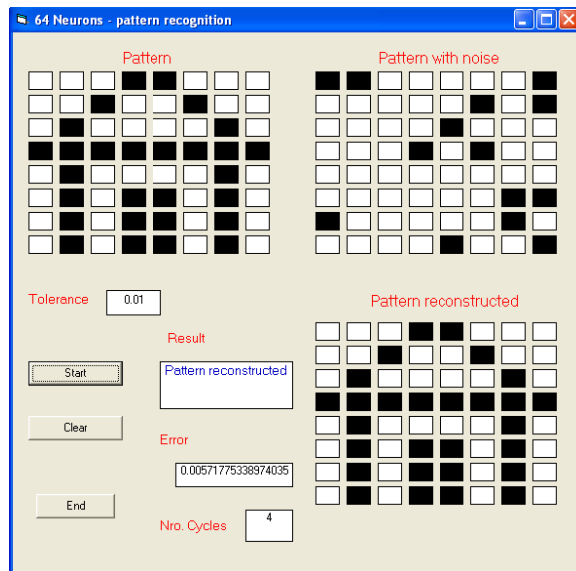 64 Neurons - pattern recognition
Pattern
Pattern with noise
Tolerance
0.01
Pattern reconstructed
Result
Start
Pattern reconstructed
Clear
Error
0.00571775338974035
End
Nro. Cycles
4